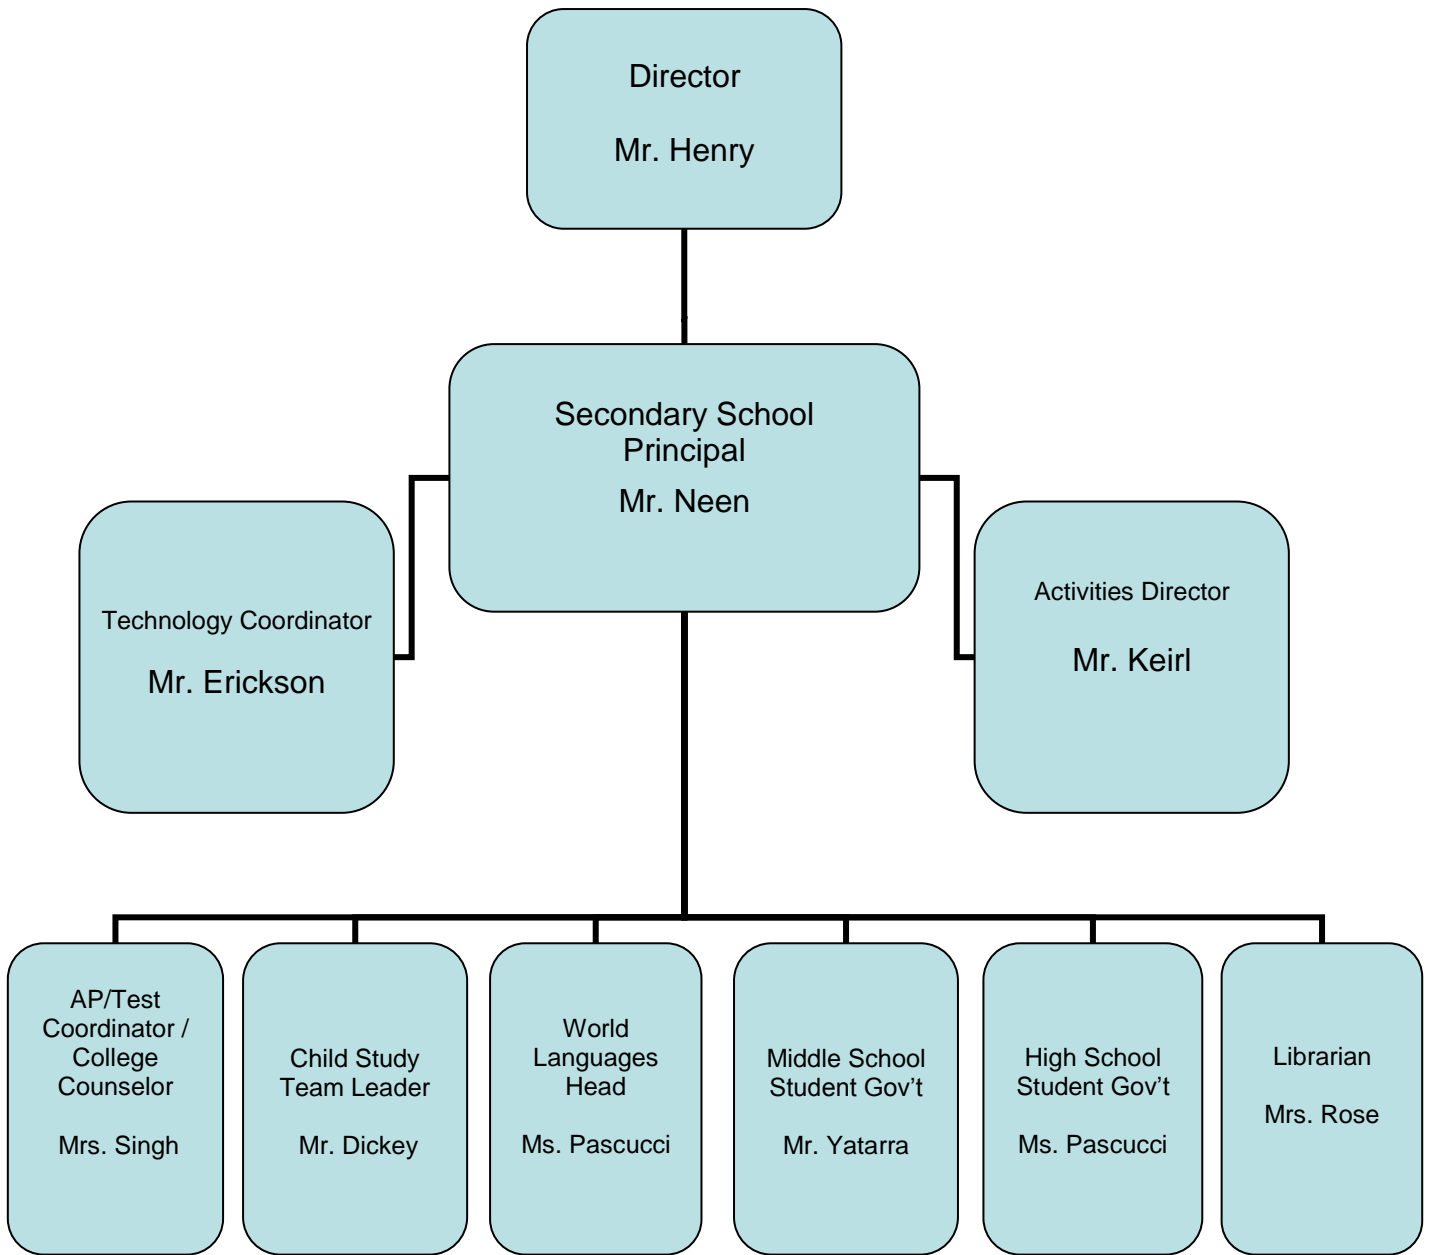 Director
Mr. Henry
Secondary School
Principal
Mr. Neen
Technology Coordinator
Mr. Erickson
Activities Director
Mr. Keirl
AP/Test
Coordinator /
College
Counselor
Mrs. Singh
Child Study
Team Leader
Mr. Dickey
World
Languages
Head
Ms. Pascucci
Middle School
Student Gov’t
Mr. Yatarra
High School
Student Gov’t
Ms. Pascucci
Librarian
Mrs. Rose